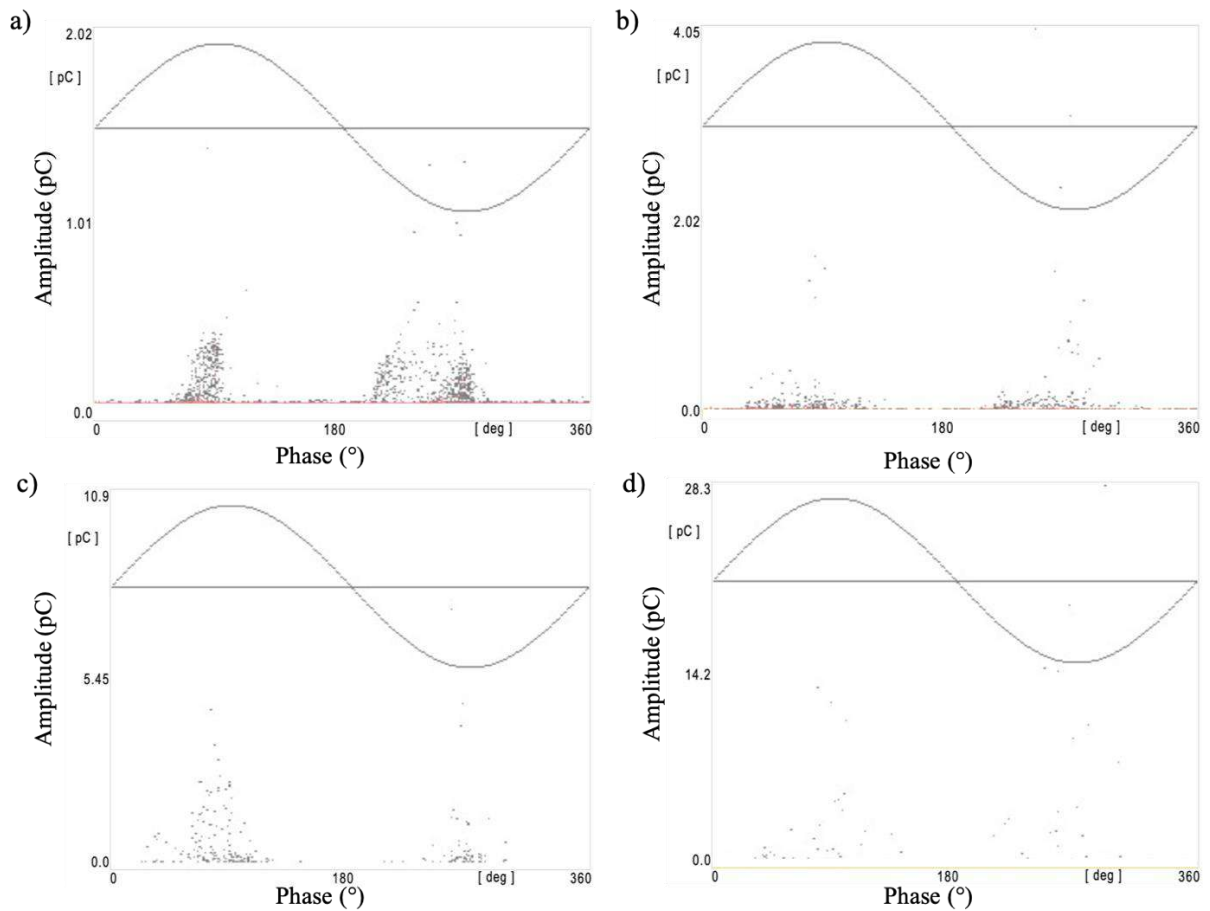 a)
2.02
[ pC ]
Amplitude (pC)
1.01
0.0
0 180 [ deg ] 360
Phase (°)
b)
4.05
[ pC ]
Amplitude (pC)
2.02
0.0
0 180 [ deg ] 360
Phase (°)
c)
10.9
[ pC ]
Amplitude (pC)
5.45
0.0
0 180 [ deg ] 360
Phase (°)
d)
28.3
[ pC ]
Amplitude (pC)
14.2
0.0
0 180 [ deg ] 360
Phase (°)